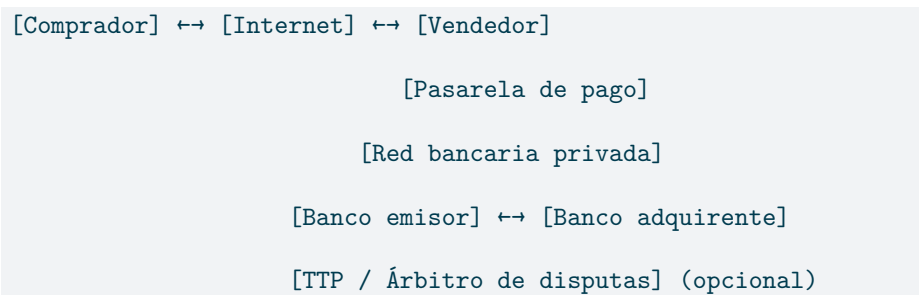 [Comprador] ↔ [Internet] ↔ [Vendedor]
[Pasarela de pago]
[Red bancaria privada]
[Banco emisor] ↔ [Banco adquirente]
[TTP / Árbitro de disputas] (opcional)